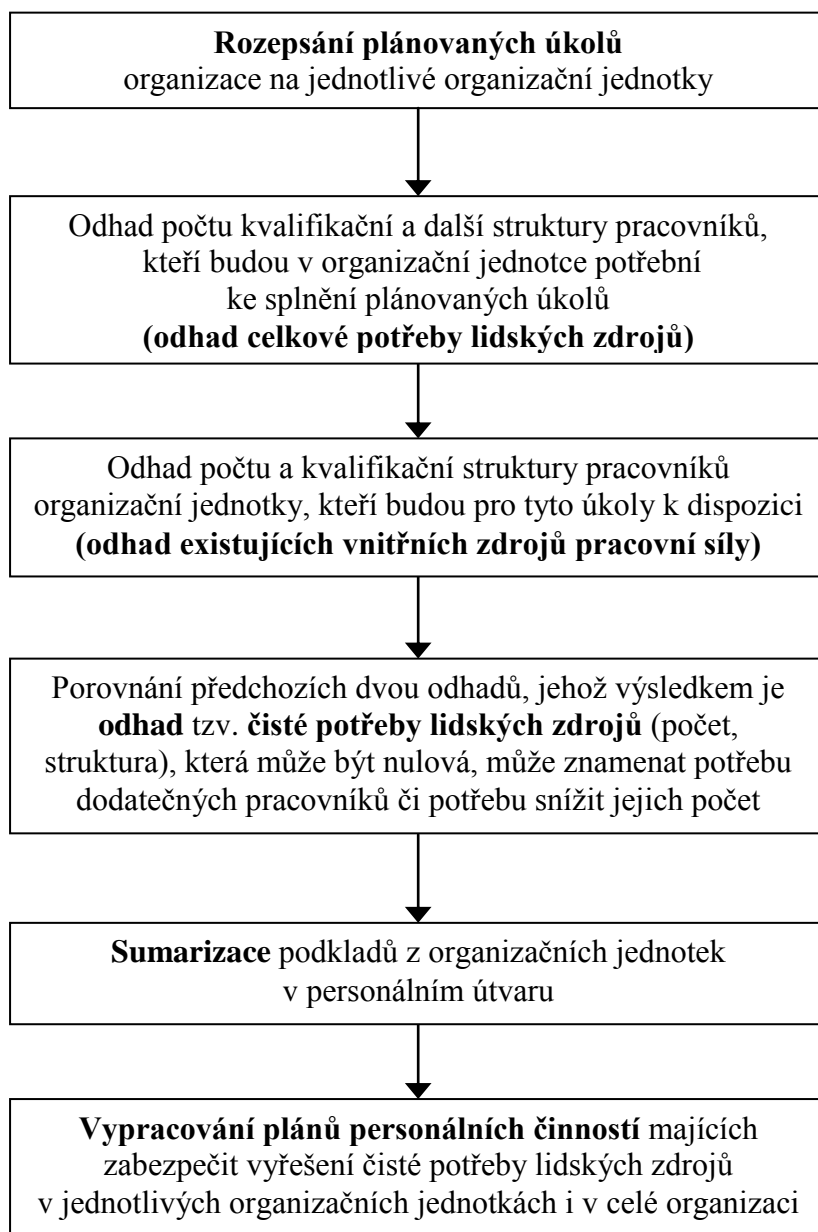 Rozepsání plánovaných úkolů
organizace na jednotlivé organizační jednotky
Odhad počtu kvalifikační a další struktury pracovníků,
kteří budou v organizační jednotce potřební
ke splnění plánovaných úkolů
(odhad celkové potřeby lidských zdrojů)
Odhad počtu a kvalifikační struktury pracovníků
organizační jednotky, kteří budou pro tyto úkoly k dispozici
(odhad existujících vnitřních zdrojů pracovní síly)
Porovnání předchozích dvou odhadů, jehož výsledkem je
odhad tzv. čisté potřeby lidských zdrojů (počet,
struktura), která může být nulová, může znamenat potřebu
dodatečných pracovníků či potřebu snížit jejich počet
Sumarizace podkladů z organizačních jednotek
v personálním útvaru
Vypracování plánů personálních činností majících
zabezpečit vyřešení čisté potřeby lidských zdrojů
v jednotlivých organizačních jednotkách i v celé organizaci